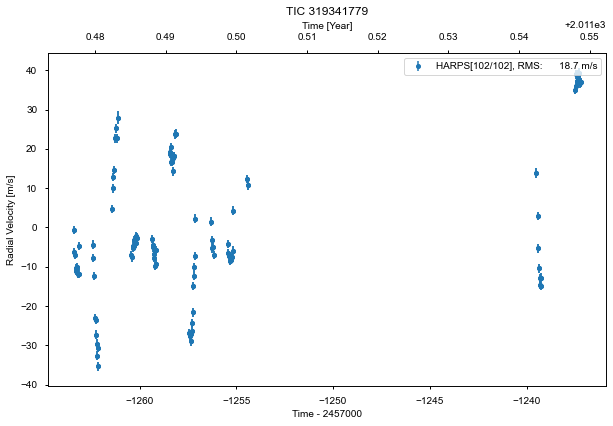 TIC 319341779
Time [Year]
+2.011e3
0.48 0.49 0.50 0.51 0.52 0.53 0.54 0.55
HARPS[102/102], RMS: 18.7 m/s
40
30
20
10
0
−10
−20
−30
−40
Radial Velocity [m/s]
−1260 −1255 −1250 −1245 −1240
Time - 2457000